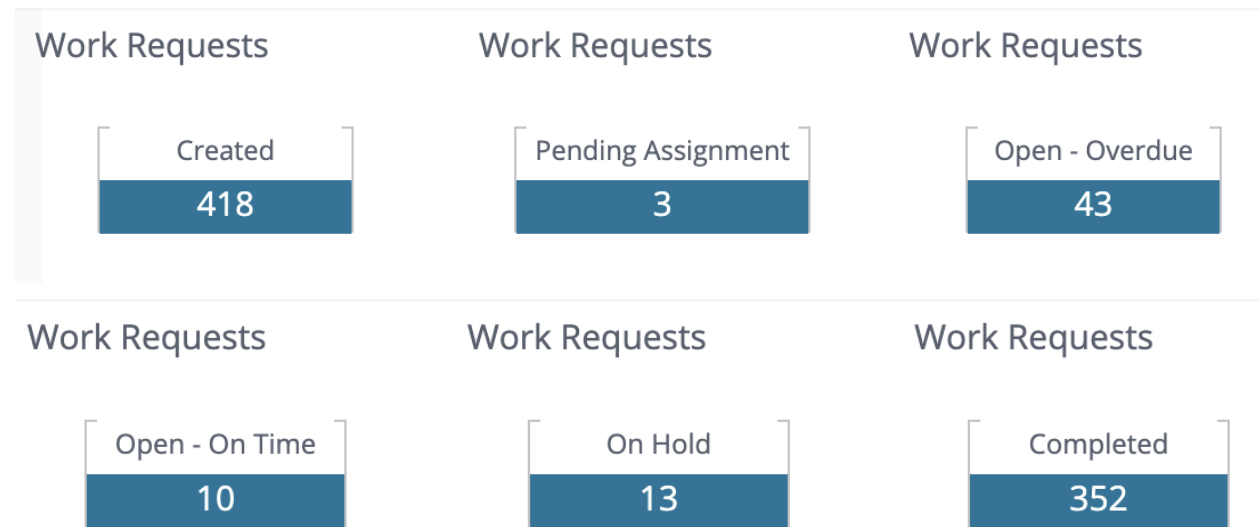 Work Requests
Work Requests
Work Requests
Created
Pending Assignment
Open - Overdue
418
3
43
Work Requests
Work Requests
Work Requests
Open - On Time
On Hold
Completed
10
13
352